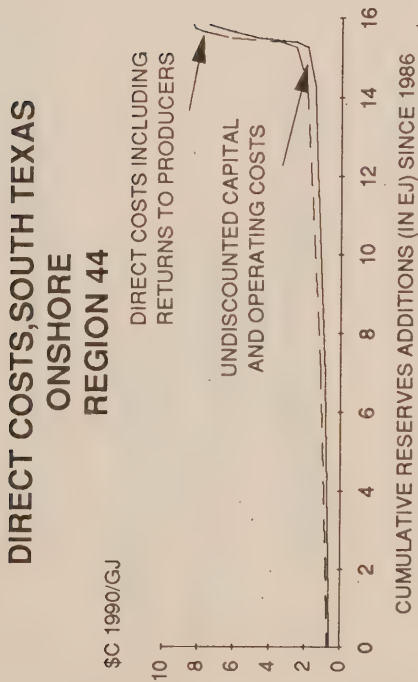 DIRECT COSTS,SOUTH TEXAS
ONSHORE
REGION 44
$C 1990/GJ
DIRECT COSTS INCLUDING
RETURNS TO PRODUCERS
UNDISCOUNTED CAPITAL
AND OPERATING COSTS
10
8
6
4
2
0
0 2 4 6 8 10 12 14 16
CUMULATIVE RESERVES ADDITIONS (IN EJ) SINCE 1986